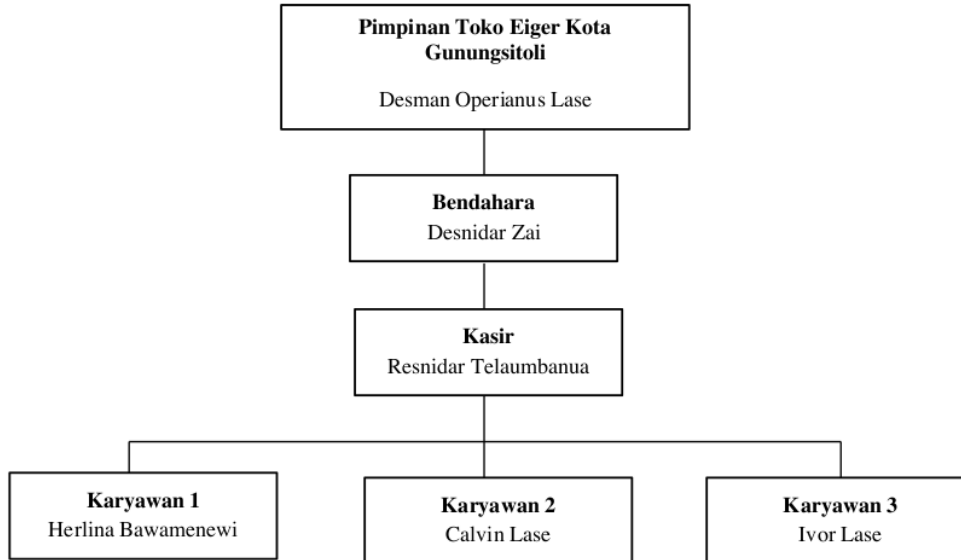 Pimpinan Toko Eiger Kota
Gunungsitoli
Desman Operianus Lase
Bendahara
Desnidar Zai
Kasir
Resnidar Telaumbanua
Karyawan 1
Herlina Bawamenewi
Karyawan 2
Calvin Lase
Karyawan 3
Ivor Lase